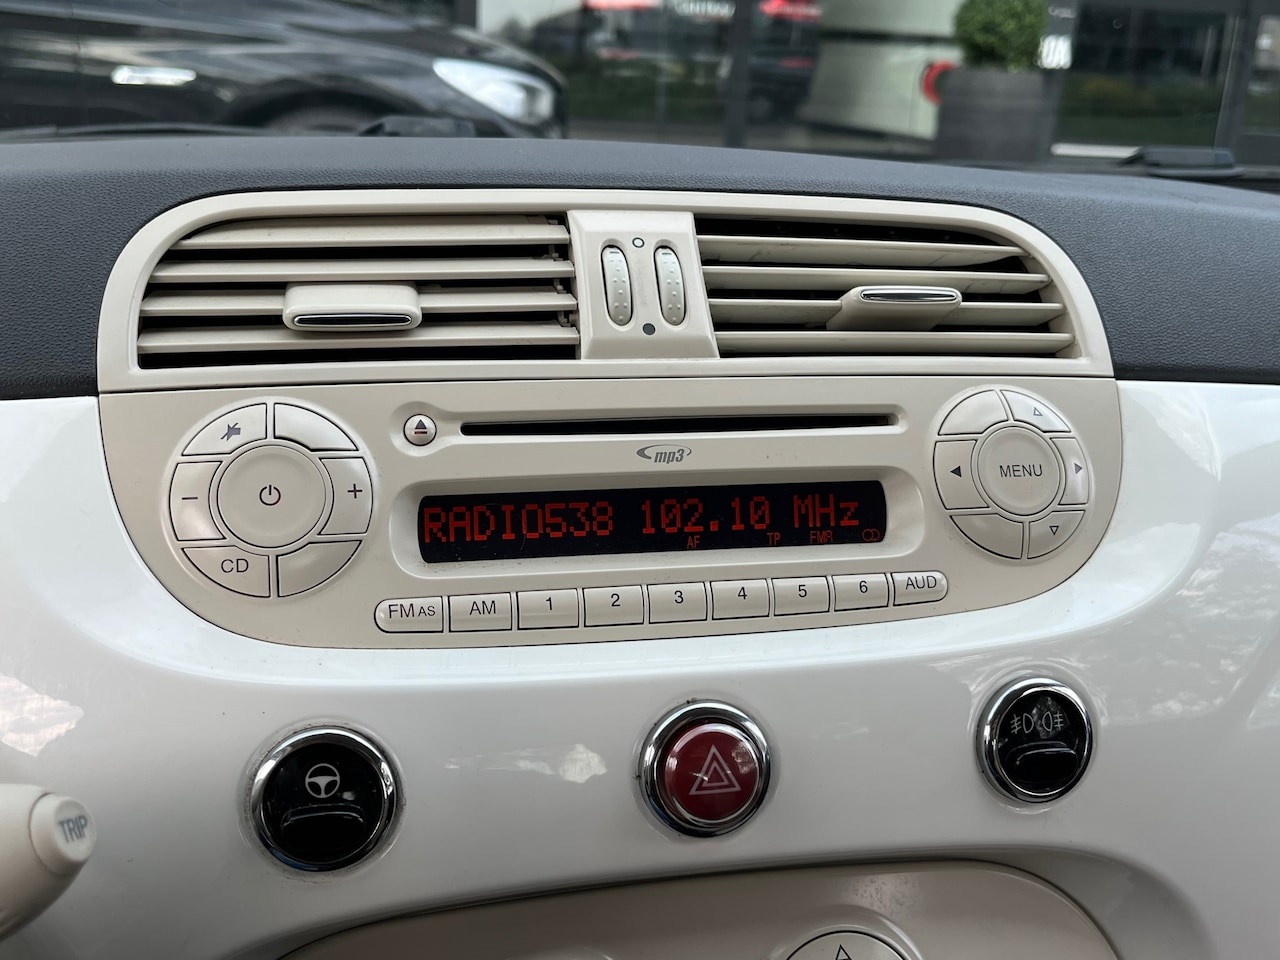 mp3
MENU
RADIO538 102.10 MHz
AF TP FMR
CD
FM AS AM 1 2 3 4 5 6 AUD
TRIP